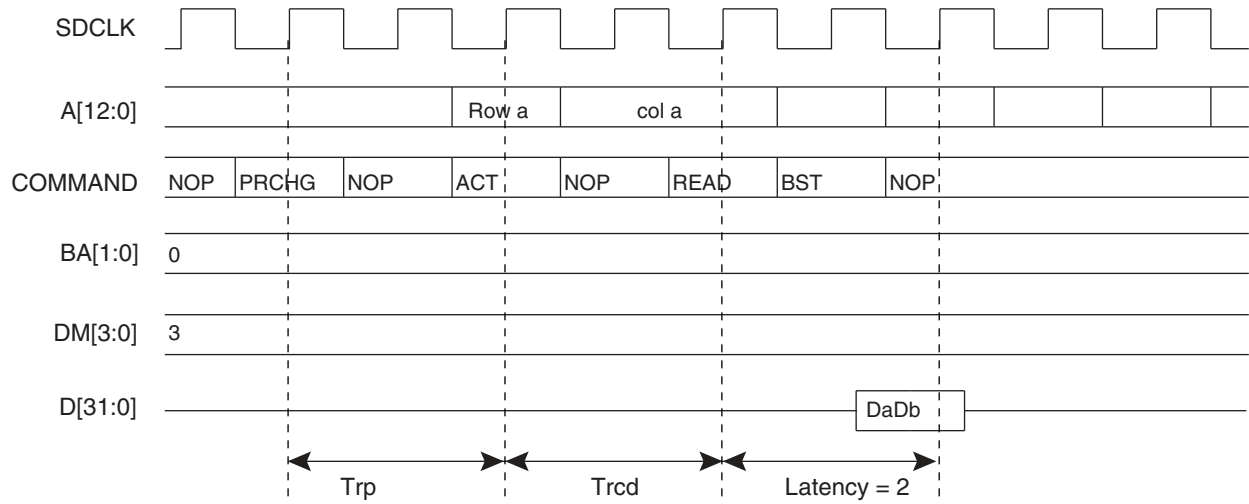 SDCLK
A[12:0] Row a col a
COMMAND NOP PRCHG NOP ACT NOP READ BST NOP
BA[1:0] 0
DM[3:0] 3
D[31:0] DaDb
Trp Trcd Latency = 2